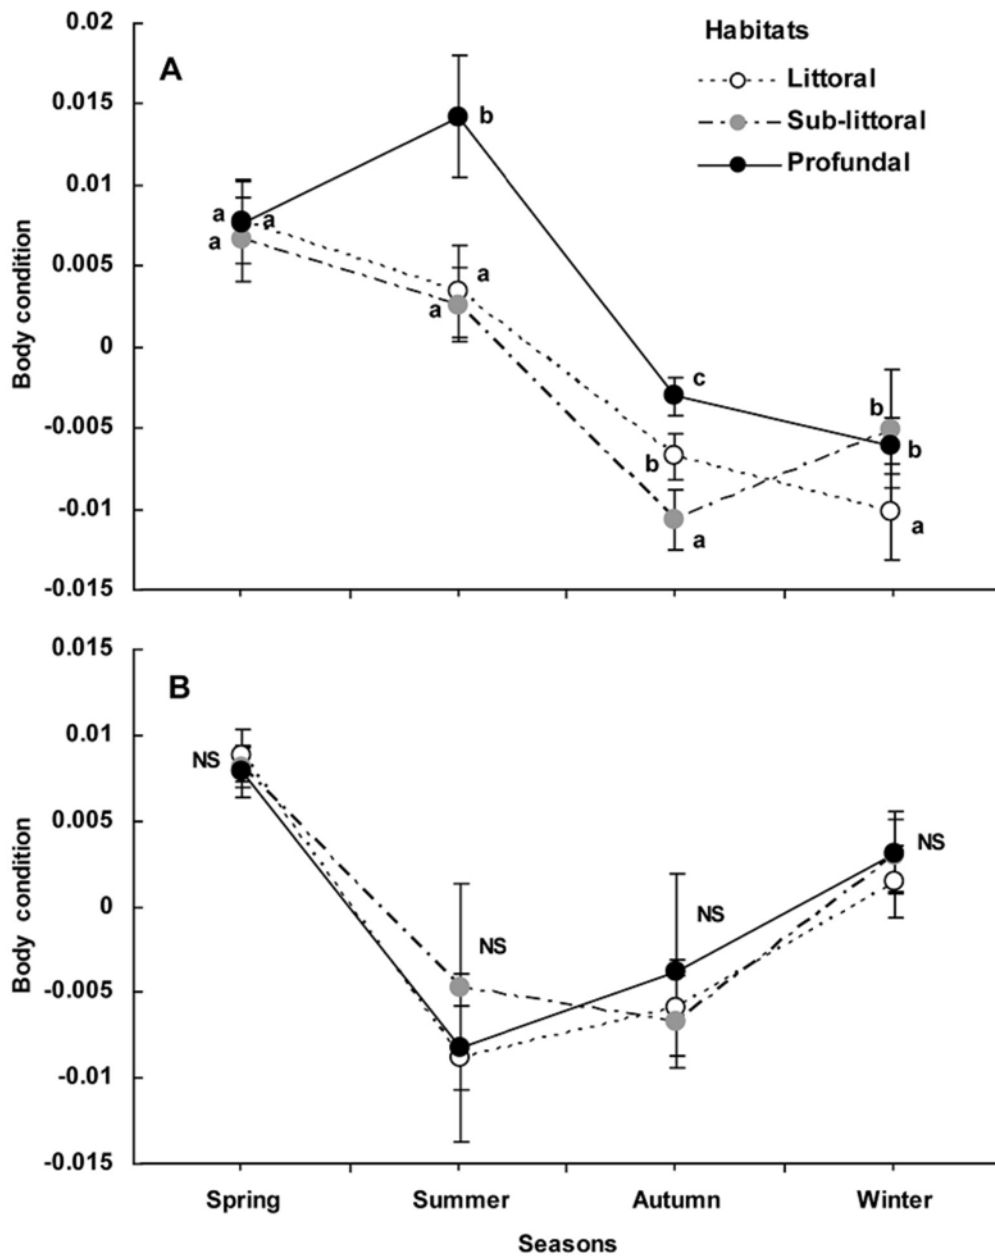 0.02
A
Habitats
Littoral
Sub-littoral
Profundal
0.015
b
0.01
a
a
a
0.005
a
a
0
c
b
b
b
-0.005
-0.01
a
a
-0.015
Body condition
0.015
B
0.01
NS
0.005
NS
0
NS
NS
-0.005
-0.01
-0.015
Body condition
Spring Summer Autumn Winter
Seasons